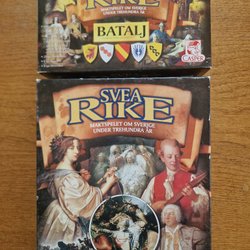 RIKE
MAKTSPELET OM SVERIGE
UNDER TREHUNDRA ÅR
BATALJ
CASPER
SVEA
RIKE
MAKTSPELET OM SVERIGE
UNDER TREHUNDRA ÅR